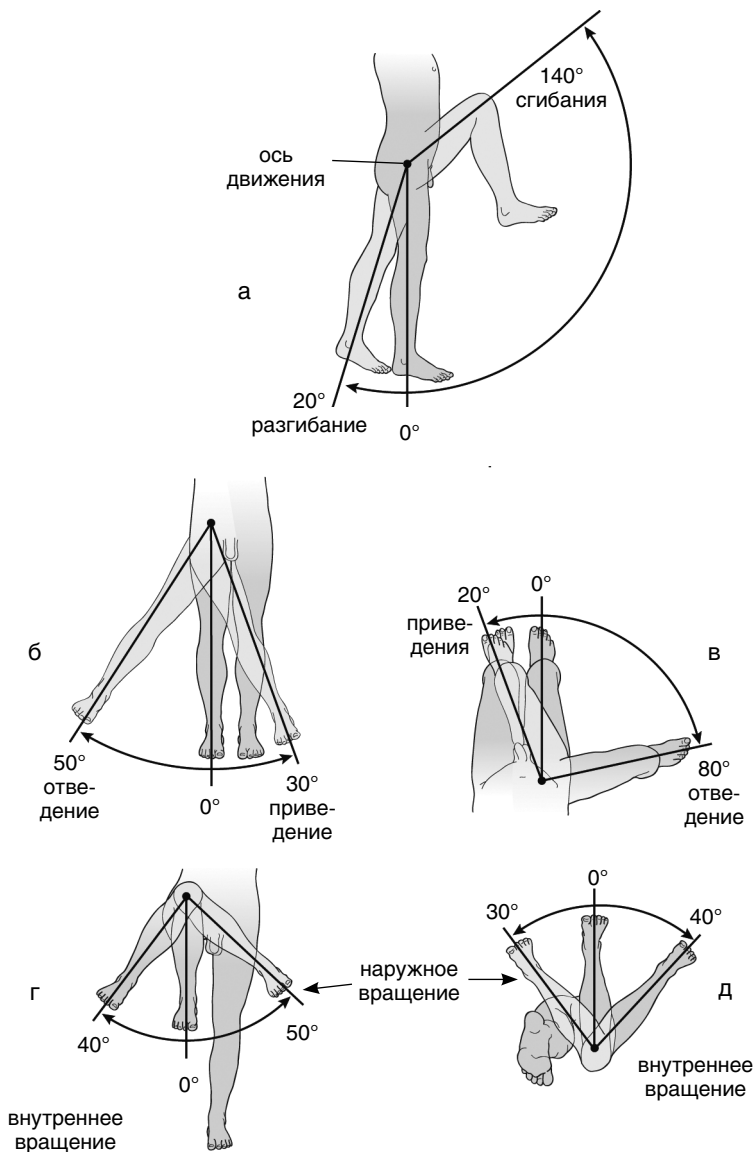 140°
сгибания
ось
движения
а
20°
разгибание
0°
б
50°
отве-
дение
0°
30°
приве-
дение
0°
20°
приве-
дения
в
80°
отве-
дение
г
40°
0°
50°
внутреннее
вращение
наружное
вращение
0°
30°
40°
д
внутреннее
вращение